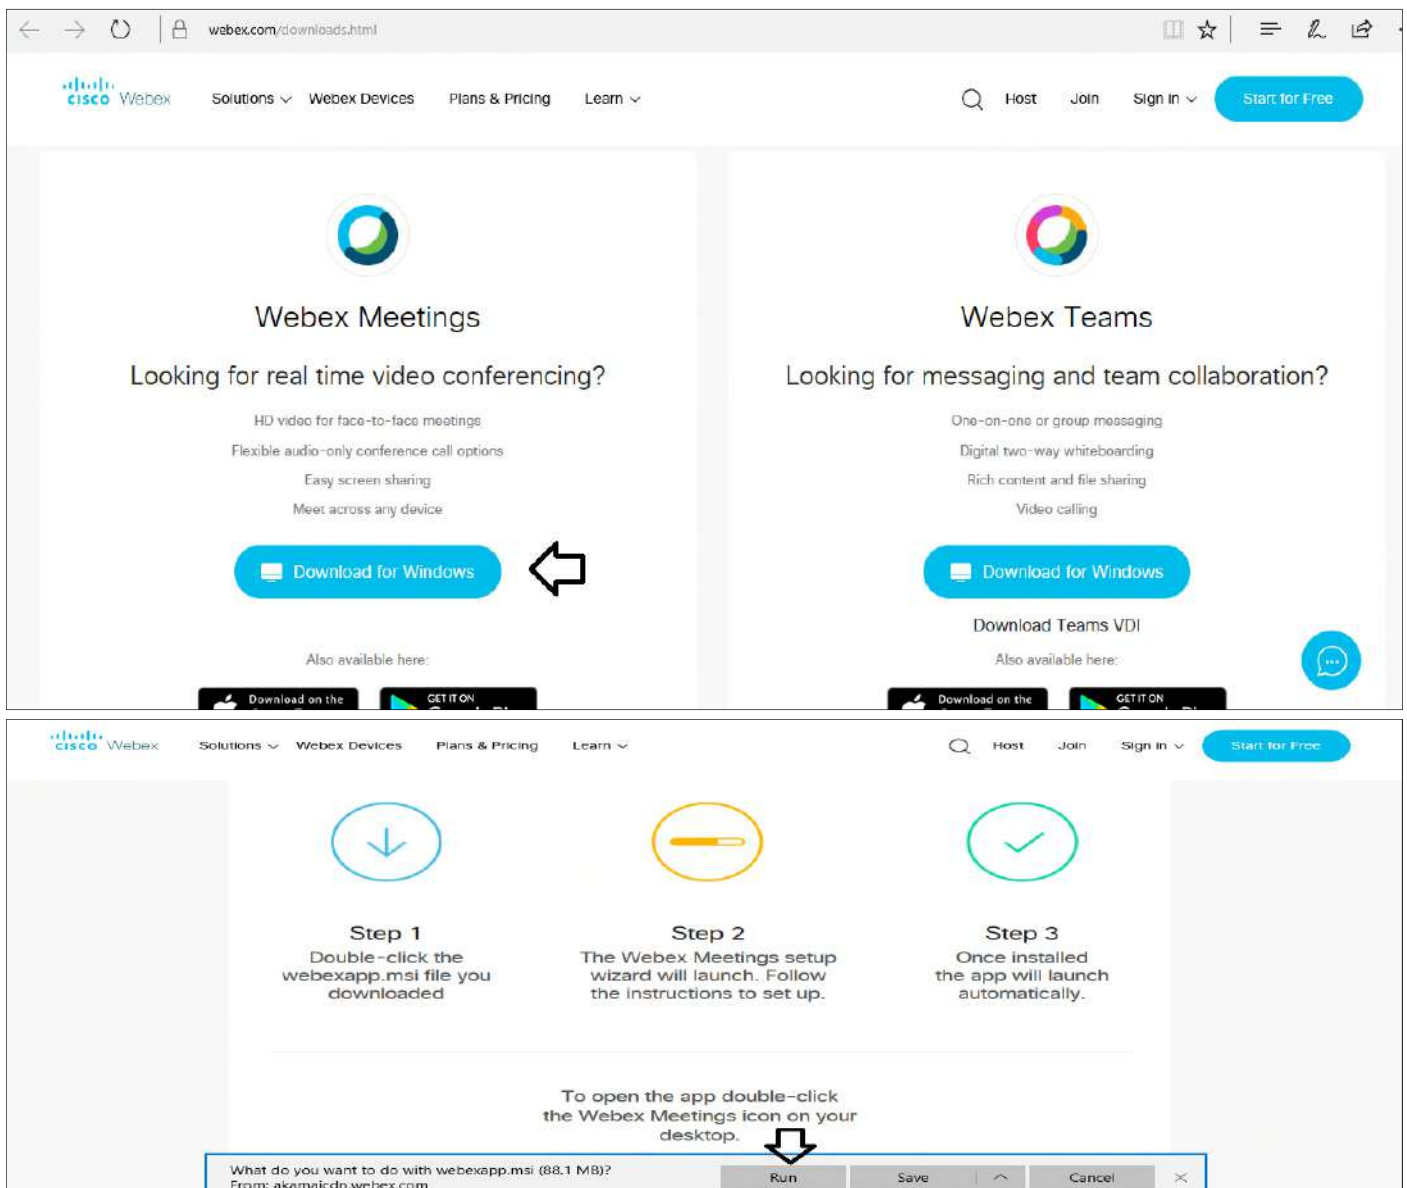 webex.com/downloads.html
CISCO Webex
Solutions
Webex Devices
Plans & Pricing
Learn
Host
Join
Sign in
Start for Free
Webex Meetings
Looking for real time video conferencing?
HD video for face-to-face meetings
Flexible audio-only conference call options
Easy screen sharing
Meet across any device
Download for Windows
Also available here:
Download on the
GET IT ON
Webex Teams
Looking for messaging and team collaboration?
One-on-one or group messaging
Digital two-way whiteboarding
Rich content and file sharing
Video calling
Download for Windows
Download Teams VDI
Also available here:
Download on the
GET IT ON
CISCO Webex
Solutions
Webex Devices
Plans & Pricing
Learn
Host
Join
Sign in
Start for Free
Step 1
Double-click the
webexapp.msi file you
downloaded
Step 2
The Webex Meetings setup
wizard will launch. Follow
the instructions to set up.
Step 3
Once installed
the app will launch
automatically.
To open the app double-click
the Webex Meetings icon on your
desktop.
What do you want to do with webexapp.msi (88.1 MB)?
From: akamaicdn.webex.com
Run
Save
Cancel